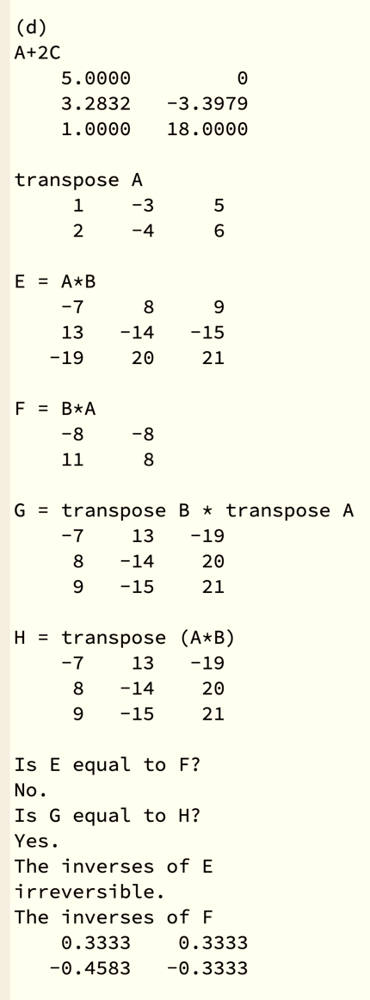 (d)
A+2C
5.0000 0
3.2832 −3.3979
1.0000 18.0000
transpose A
1 −3 5
2 −4 6
E = A*B
−7 8 9
13 −14 −15
−19 20 21
F = B*A
−8 −8
11 8
G = transpose B * transpose A
−7 13 −19
8 −14 20
9 −15 21
H = transpose (A*B)
−7 13 −19
8 −14 20
9 −15 21
Is E equal to F?
No.
Is G equal to H?
Yes.
The inverses of E
irreversible.
The inverses of F
0.3333 0.3333
−0.4583 −0.3333